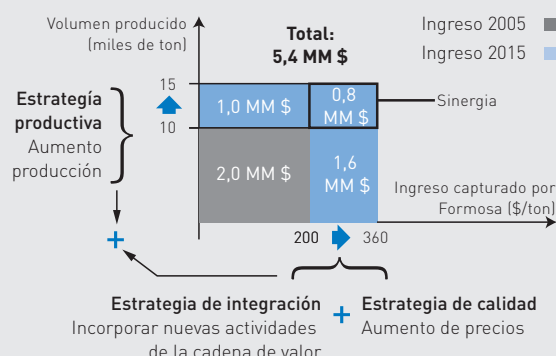 Volumen producido
(miles de ton)
Total:
5,4 MM $
Ingreso 2005
Ingreso 2015
15
10
1,0 MM $
0,8
MM $
Sinergia
Estrategía
productiva
Aumento
producción
2,0 MM $
1,6
MM $
Ingreso capturado por
Formosa ($/ton)
200
360
+
Estrategia de integración
Incorporar nuevas actividades
de la cadena de valor
+
Estrategia de calidad
Aumento de precios